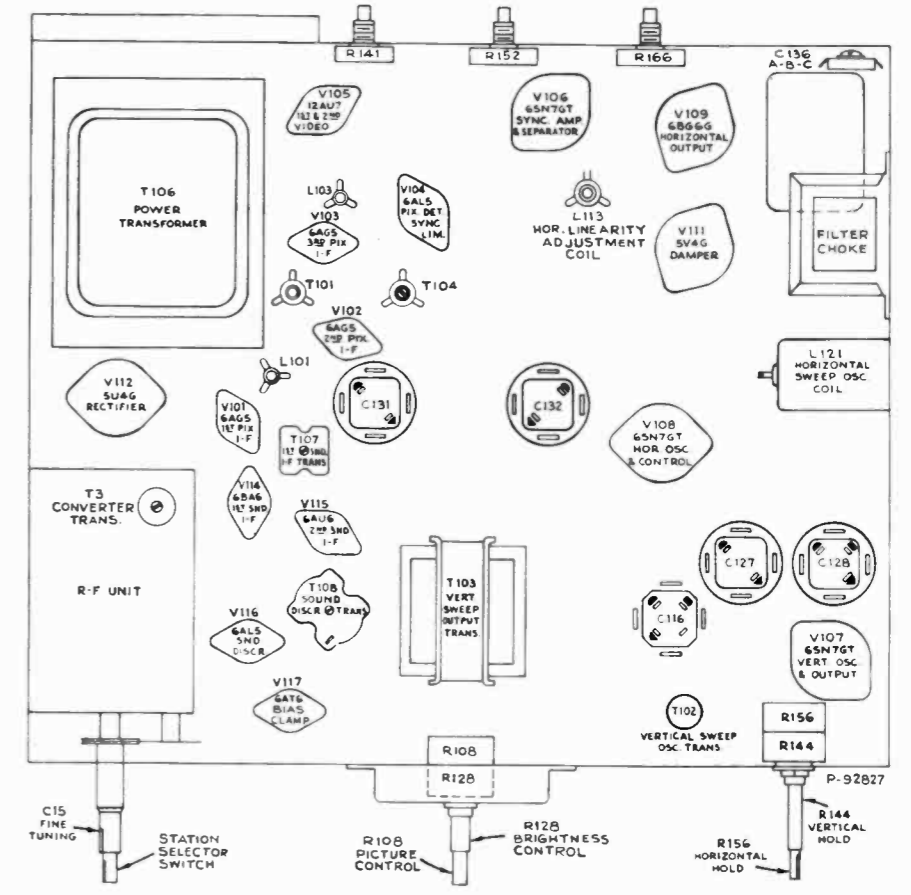 R141
R152
R166
C136
A-B-C
V105
12AU7
1ST & 2ND
VIDEO
V106
6SN7GT
SYNC. AMP.
& SEPARATOR
V109
6BG6G
HORIZONTAL
OUTPUT
T106
POWER
TRANSFORMER
L103
V103
6AG5
3RD PIX
I-F
V104
6AL5
PIX. DET.
SYNC
LIM.
L113
HOR. LINEARITY
ADJUSTMENT
COIL
V111
5V4G
DAMPER
FILTER
CHOKE
T101
T104
V102
6AG5
2ND PIX.
I-F
L101
V112
5U4G
RECTIFIER
C131
C132
L121
HORIZONTAL
SWEEP OSC
COIL
V101
6AG5
1ST PIX
I-F
T107
1ST SND.
I-F TRANS
V108
6SN7GT
HOR OSC
& CONTROL
T3
CONVERTER
TRANS.
V114
6BA6
1ST SND
I-F
V115
6AU6
2ND SND
I-F
R-F UNIT
T108
SOUND
DISCR TRANS
T103
VERT
SWEEP
OUTPUT
TRANS.
C127
C128
C116
V116
6AL5
SND
DISCR
V107
6SN7GT
VERT. OSC.
& OUTPUT
V117
6AT6
BIAS
CLAMP
T102
VERTICAL SWEEP
OSC. TRANS.
R156
R144
R108
R128
P-92827
C15
FINE
TUNING
STATION
SELECTOR
SWITCH
R108
PICTURE
CONTROL
R128
BRIGHTNESS
CONTROL
R156
HORIZONTAL
HOLD
R144
VERTICAL
HOLD